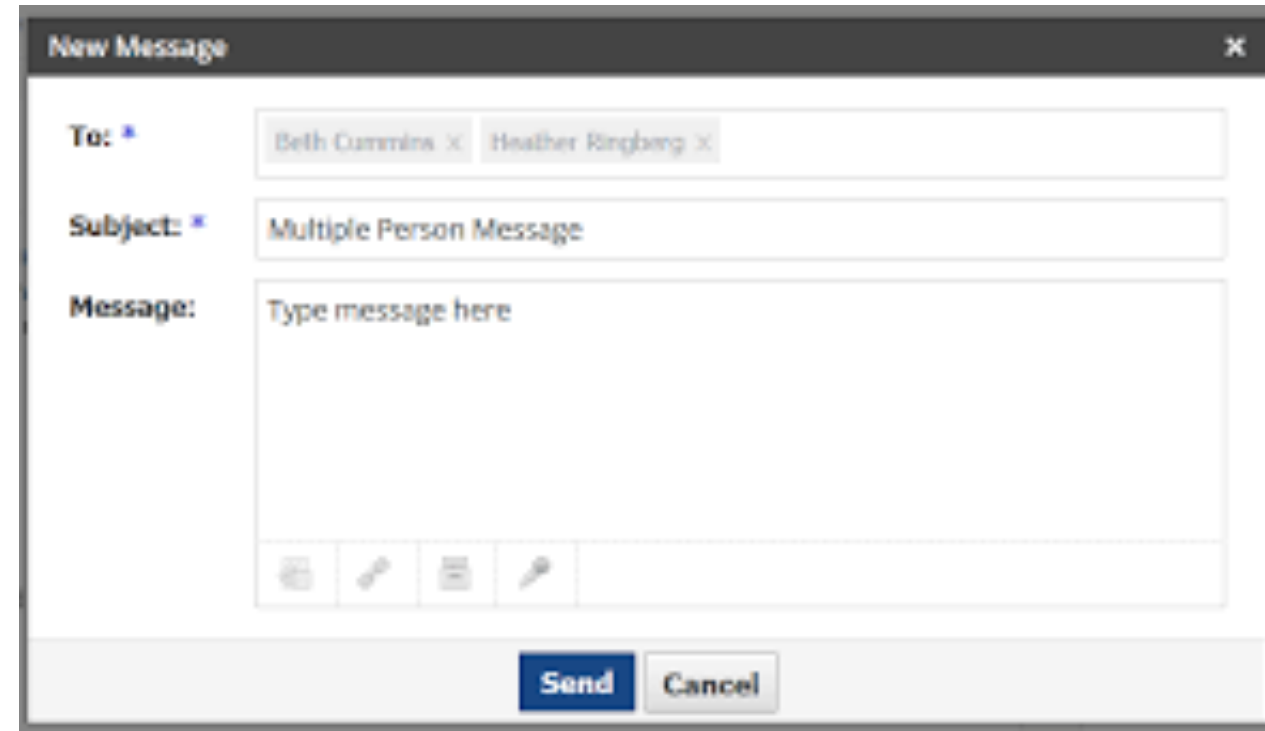 New Message ×
To: * Beth Cummins × Heather Ringberg ×
Subject: * Multiple Person Message
Message: Type message here
Send Cancel